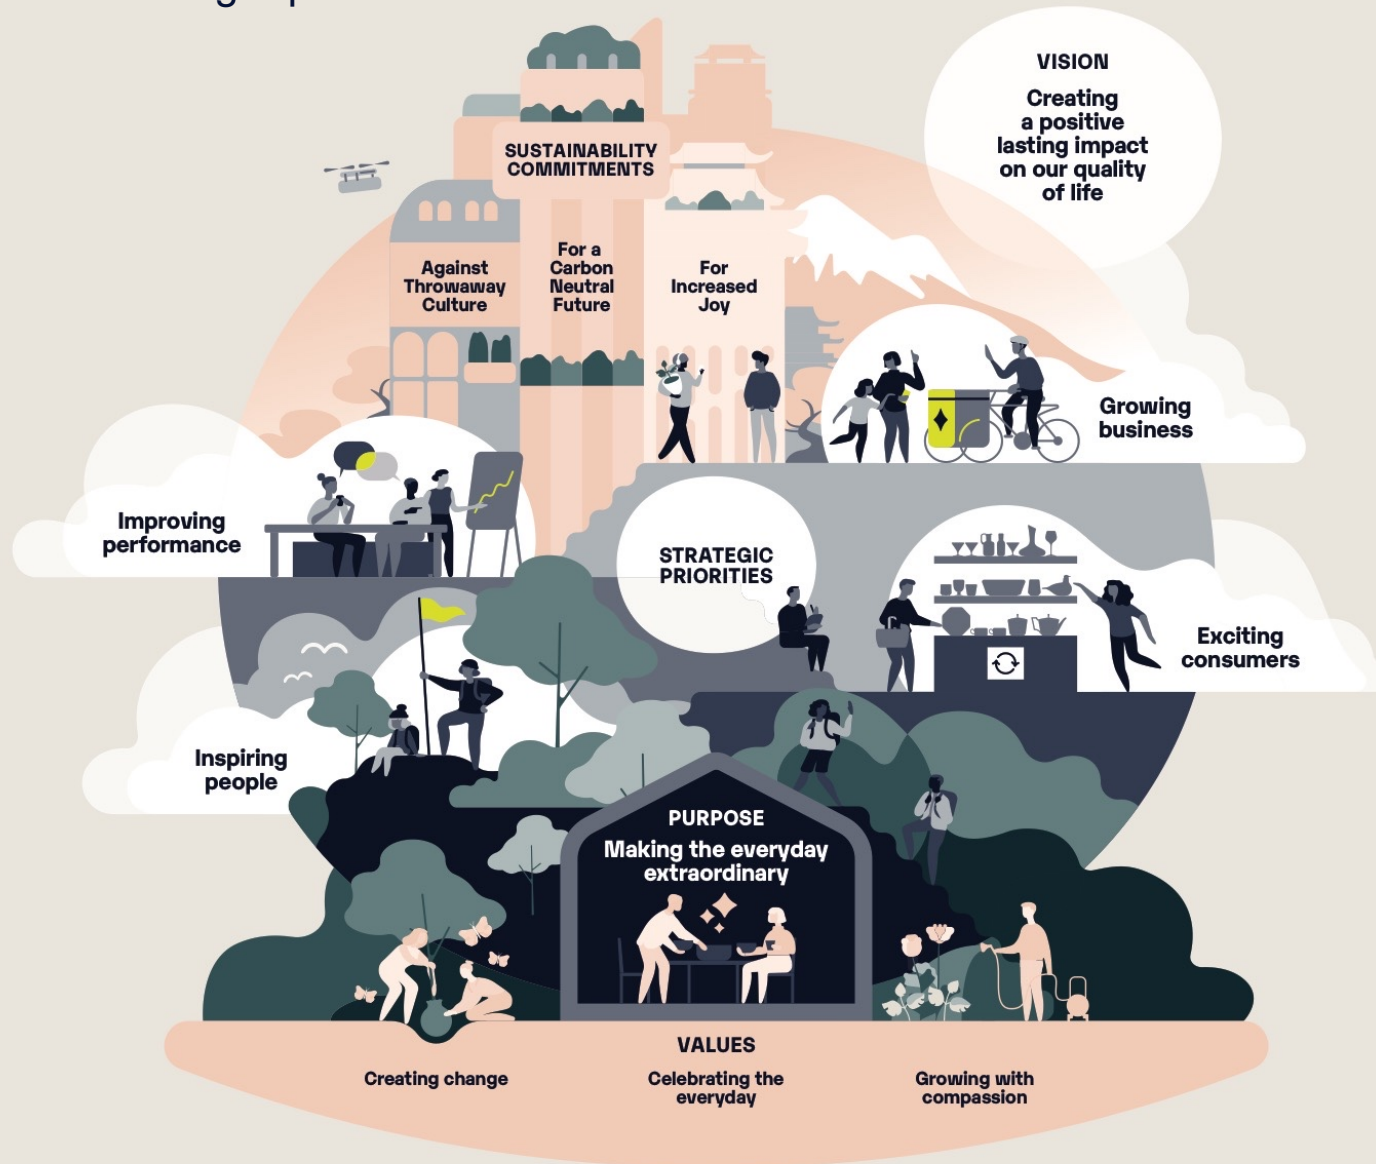 VISION
Creating
a positive
lasting impact
on our quality
of life
SUSTAINABILITY
COMMITMENTS
Against
Throwaway
Culture
For a
Carbon
Neutral
Future
For
Increased
Joy
Growing
business
Improving
performance
STRATEGIC
PRIORITIES
Exciting
consumers
Inspiring
people
PURPOSE
Making the everyday
extraordinary
VALUES
Creating change
Celebrating the
everyday
Growing with
compassion